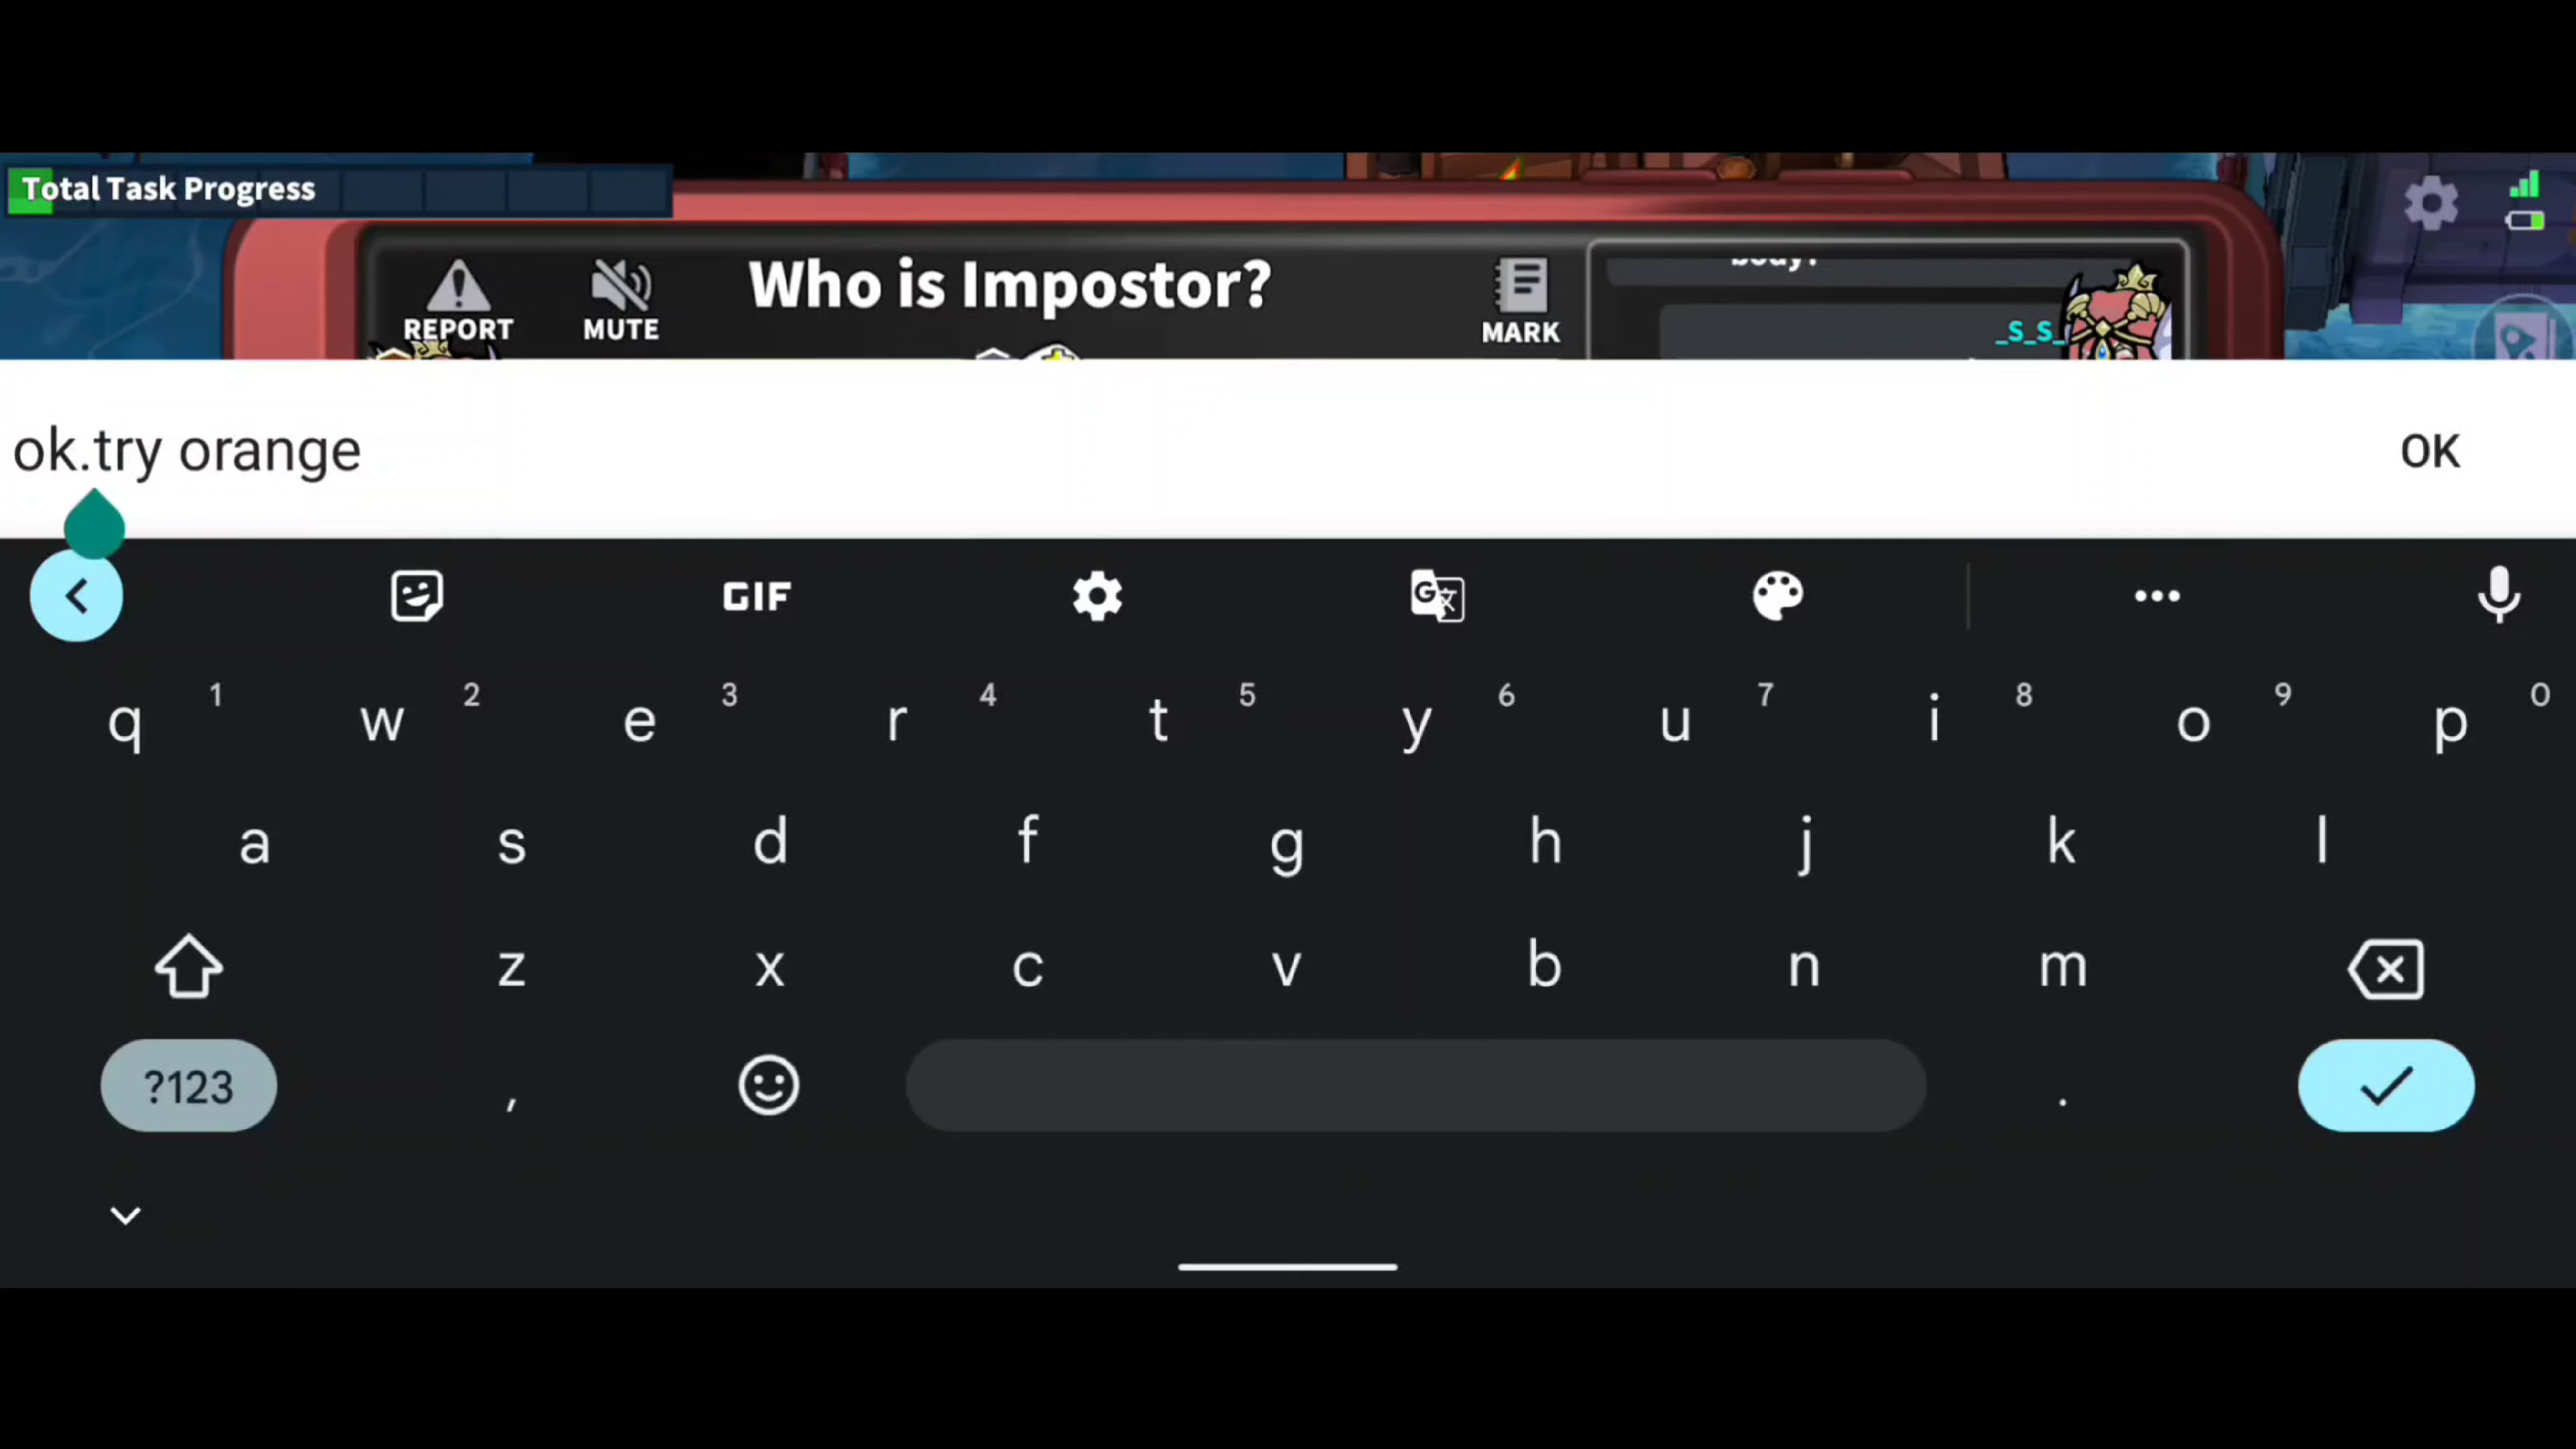 Total Task Progress
REPORT
MUTE
Who is Impostor?
MARK
body?
_S_S_
ok.try orange
OK
GIF
q 1 w 2 e 3 r 4 t 5 y 6 u 7 i 8 o 9 p 0
a s d f g h j k l
z x c v b n m
?123 , .